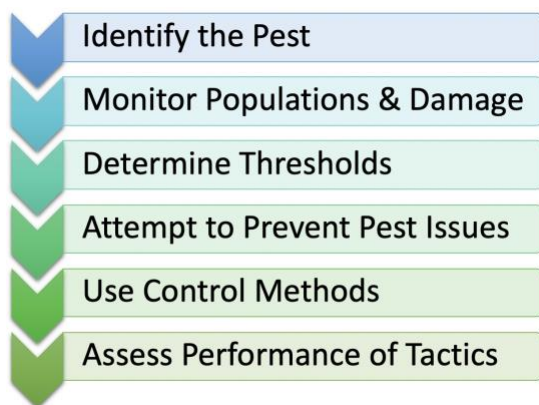 Identify the Pest
Monitor Populations & Damage
Determine Thresholds
Attempt to Prevent Pest Issues
Use Control Methods
Assess Performance of Tactics